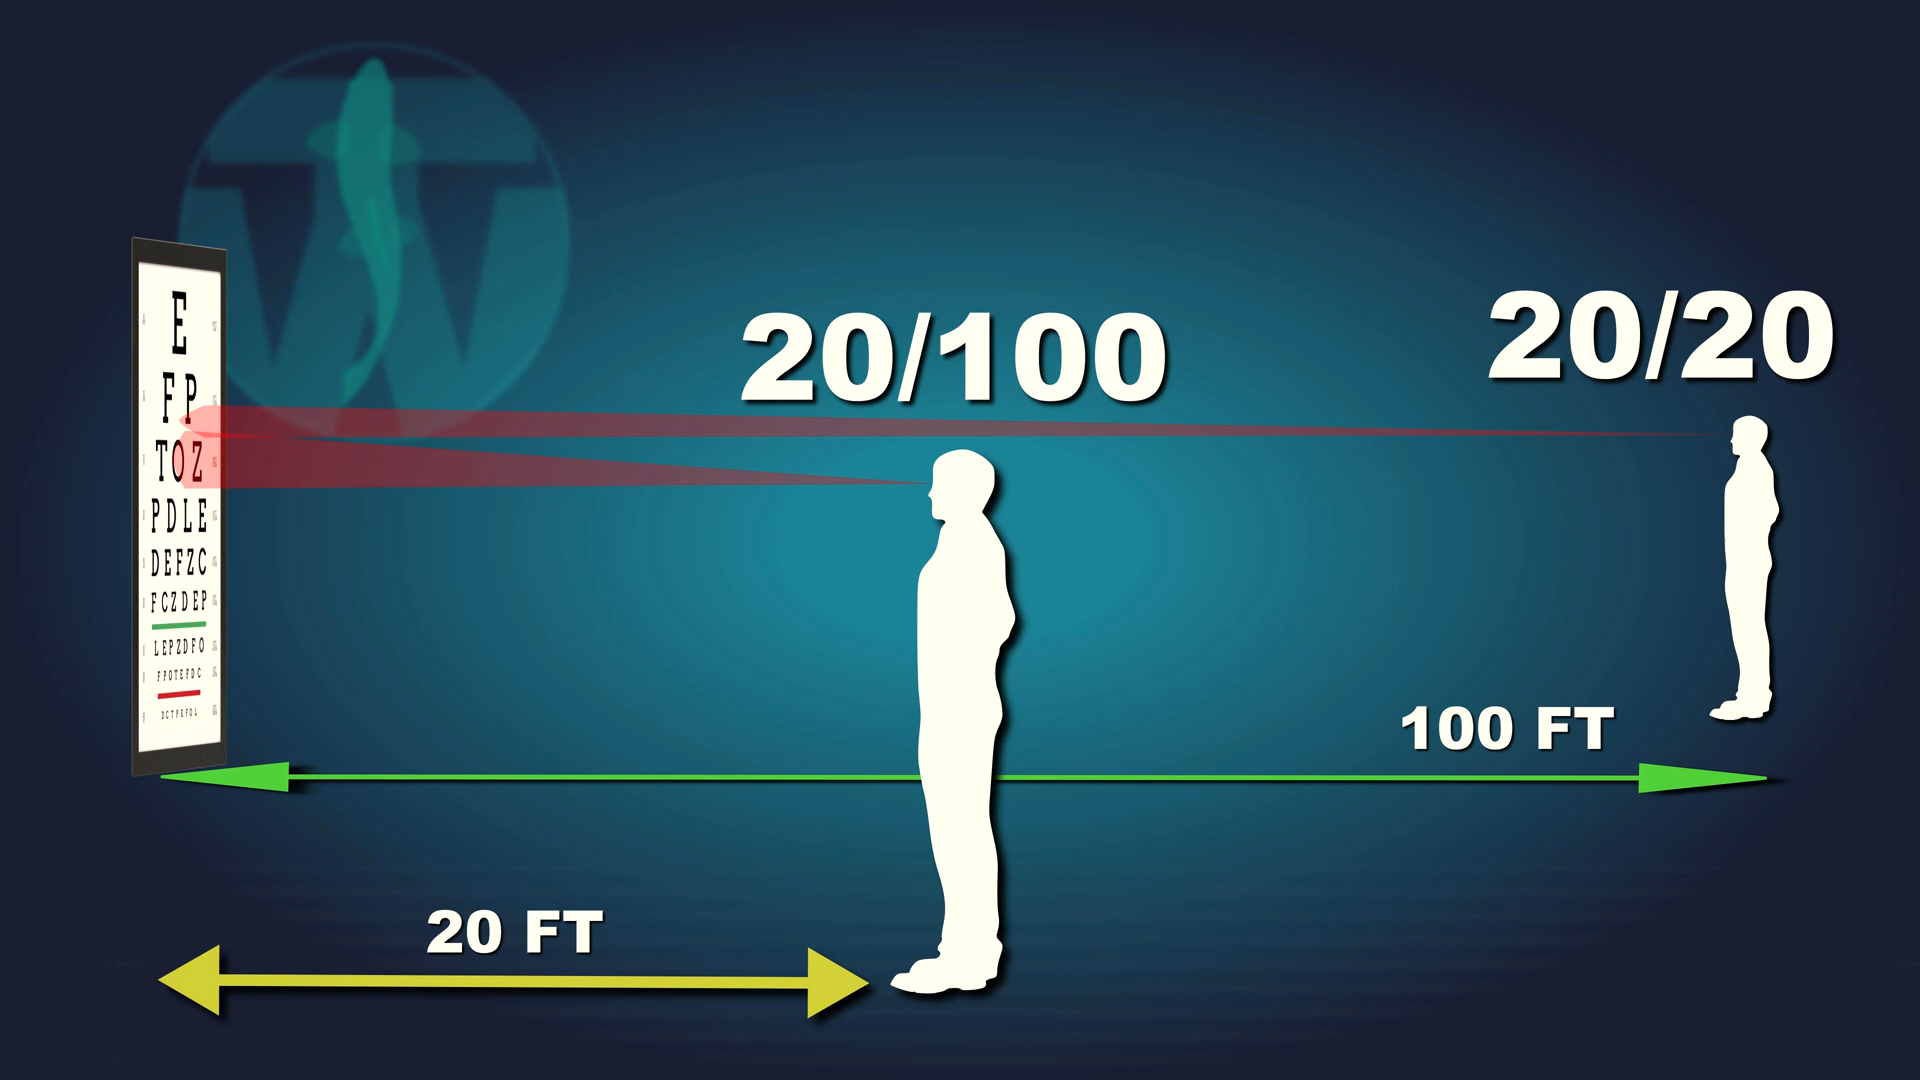 E
F P
T O Z
P D L E
D E F Z C
F C Z D E P
L E P Z D F O
F P O T E F D C
D C T P E F O L
20/100
20/20
100 FT
20 FT